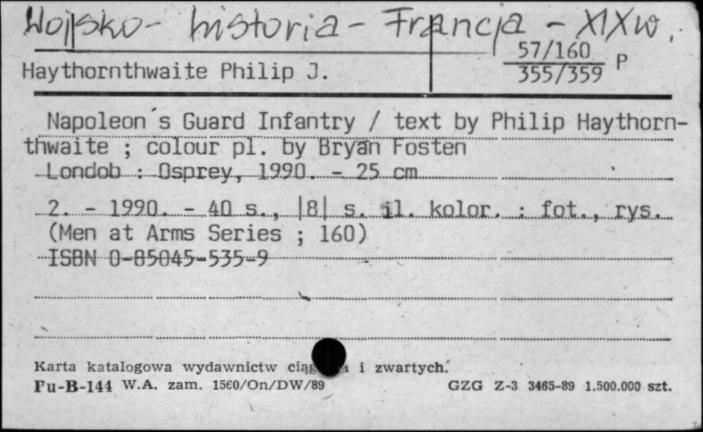 Wojsko - historia - Francja - XIX w.
57/160 P
Haythornthwaite Philip J.
355/359
Napoleon´s Guard Infantry / text by Philip Haythorn-
thwaite ; colour pl. by Bryan Fosten
Londob : Osprey, 1990. - 25 cm
2. - 1990. - 40 s., |8| s. il. kolor. : fot., rys.
(Men at Arms Series ; 160)
ISBN 0-85045-535-9
Karta katalogowa wydawnictw i zwartych.
Pu-B-144 W.A. zam. 1560/On/DW/89 GZG Z-3 3465-89 1.500.000 szt.